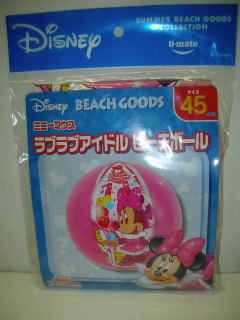 Disney
SUMMER BEACH GOODS
COLLECTION
U-mate
Disney BEACH GOODS
サイズ
45
ミニーマウス
ラブラブアイドル ビーチボール